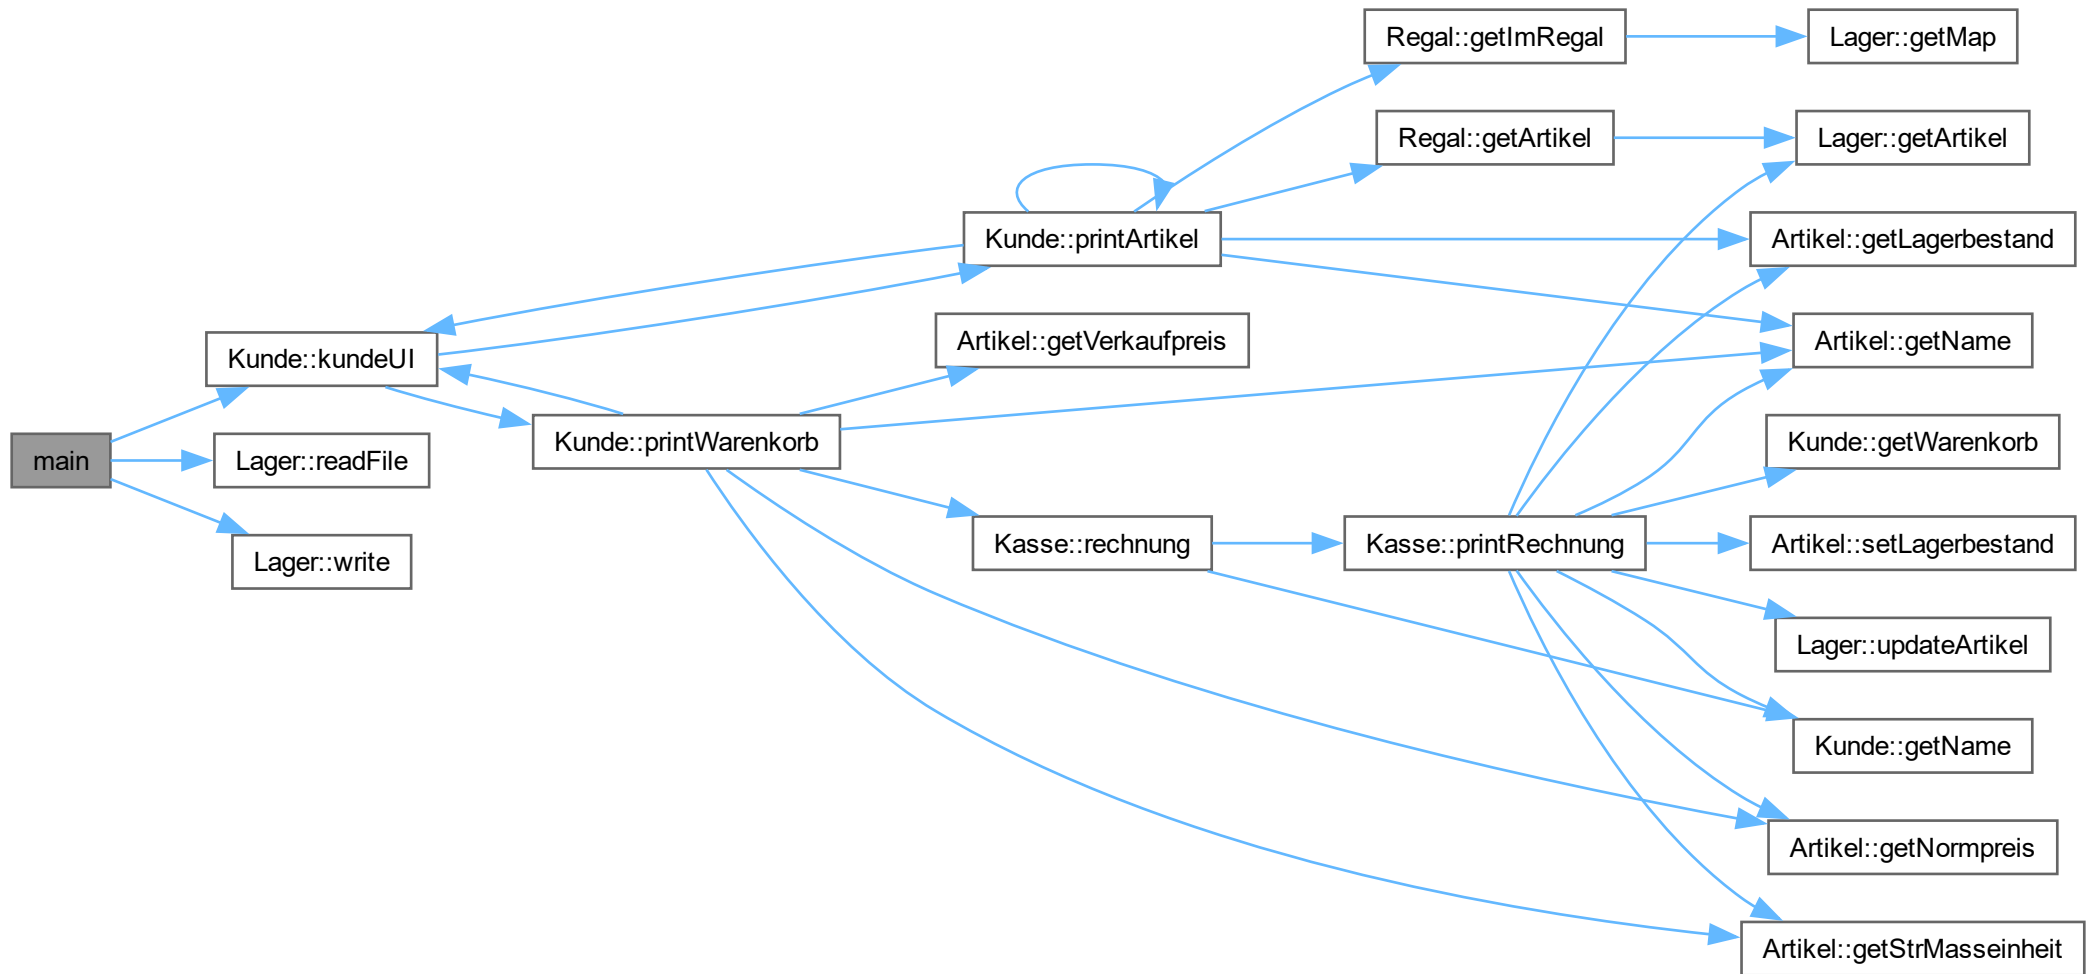 Regal::getImRegal
Lager::getMap
Regal::getArtikel
Lager::getArtikel
Kunde::printArtikel
Artikel::getLagerbestand
Kunde::kundeUI
Artikel::getVerkaufpreis
Artikel::getName
main
Lager::readFile
Kunde::printWarenkorb
Kunde::getWarenkorb
Lager::write
Kasse::rechnung
Kasse::printRechnung
Artikel::setLagerbestand
Lager::updateArtikel
Kunde::getName
Artikel::getNormpreis
Artikel::getStrMasseinheit